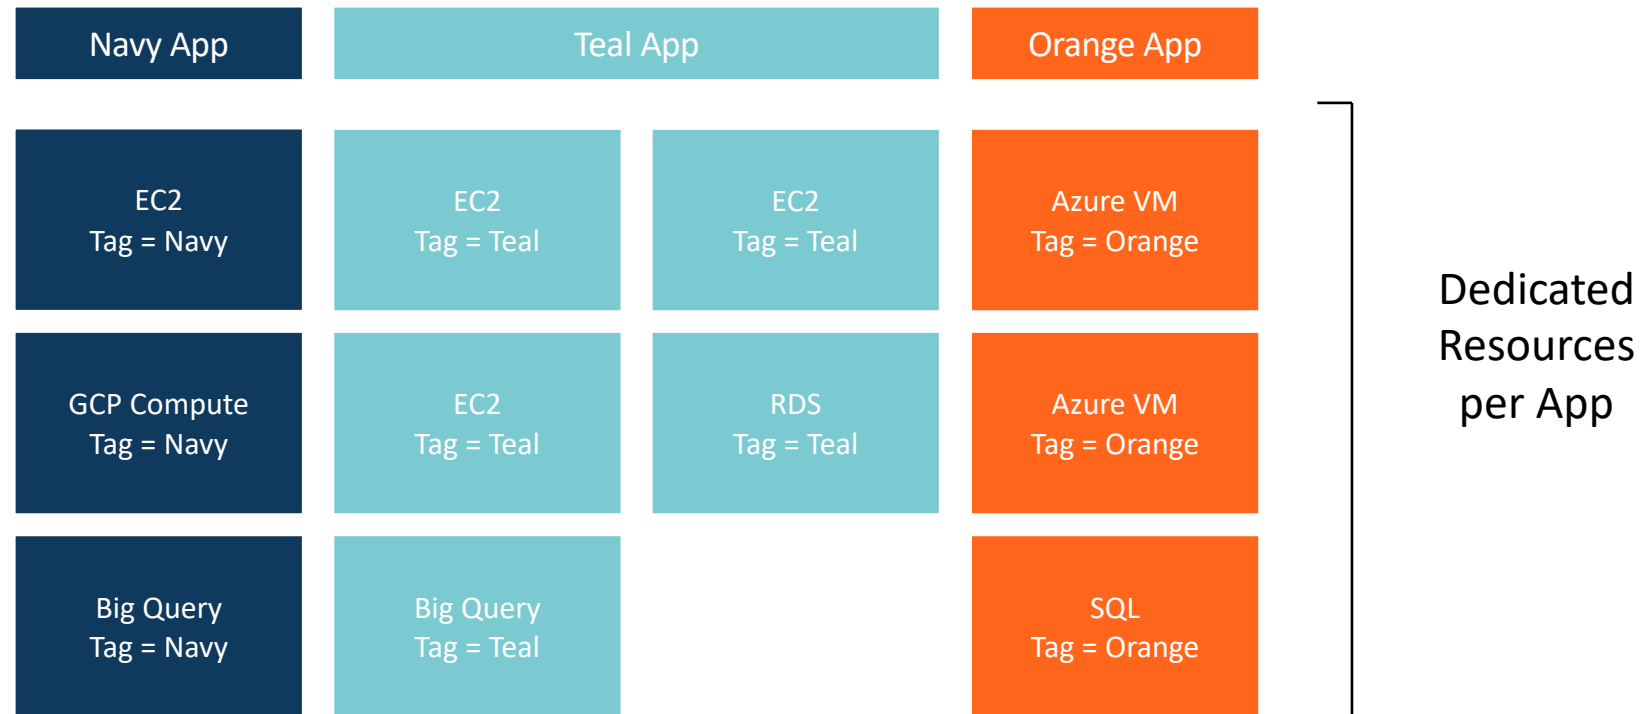 Navy App
Teal App
Orange App
EC2
Tag = Navy
EC2
Tag = Teal
EC2
Tag = Teal
Azure VM
Tag = Orange
GCP Compute
Tag = Navy
EC2
Tag = Teal
RDS
Tag = Teal
Azure VM
Tag = Orange
Big Query
Tag = Navy
Big Query
Tag = Teal
SQL
Tag = Orange
Dedicated
Resources
per App